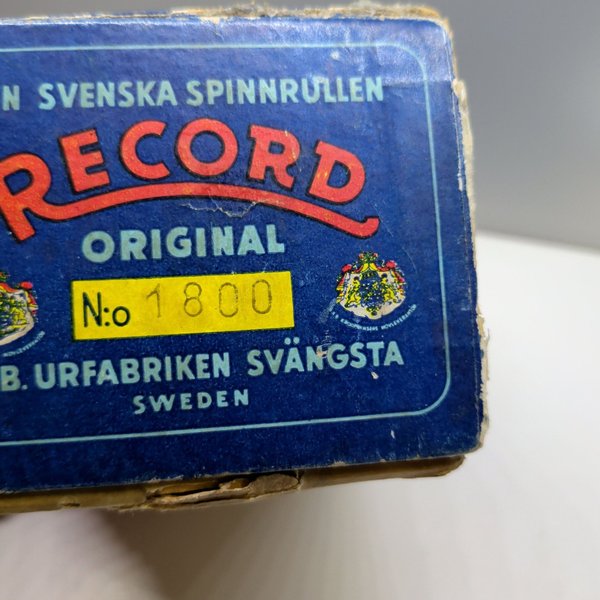 N SVENSKA SPINNRULLEN
RECORD
ORIGINAL
N:o 1800
B. URFABRIKEN SVÄNGSTA
SWEDEN